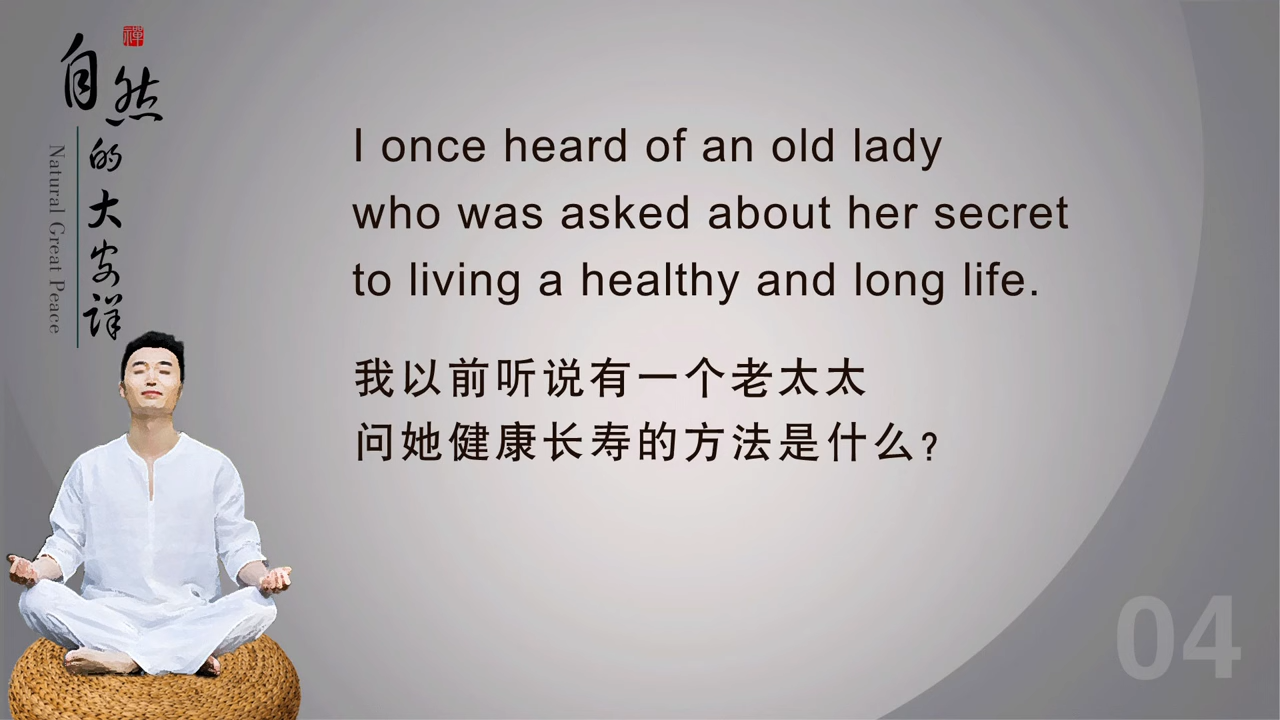 禪
自然的大安详
Natural Great Peace
I once heard of an old lady
who was asked about her secret
to living a healthy and long life.
我以前听说有一个老太太
问她健康长寿的方法是什么?
04